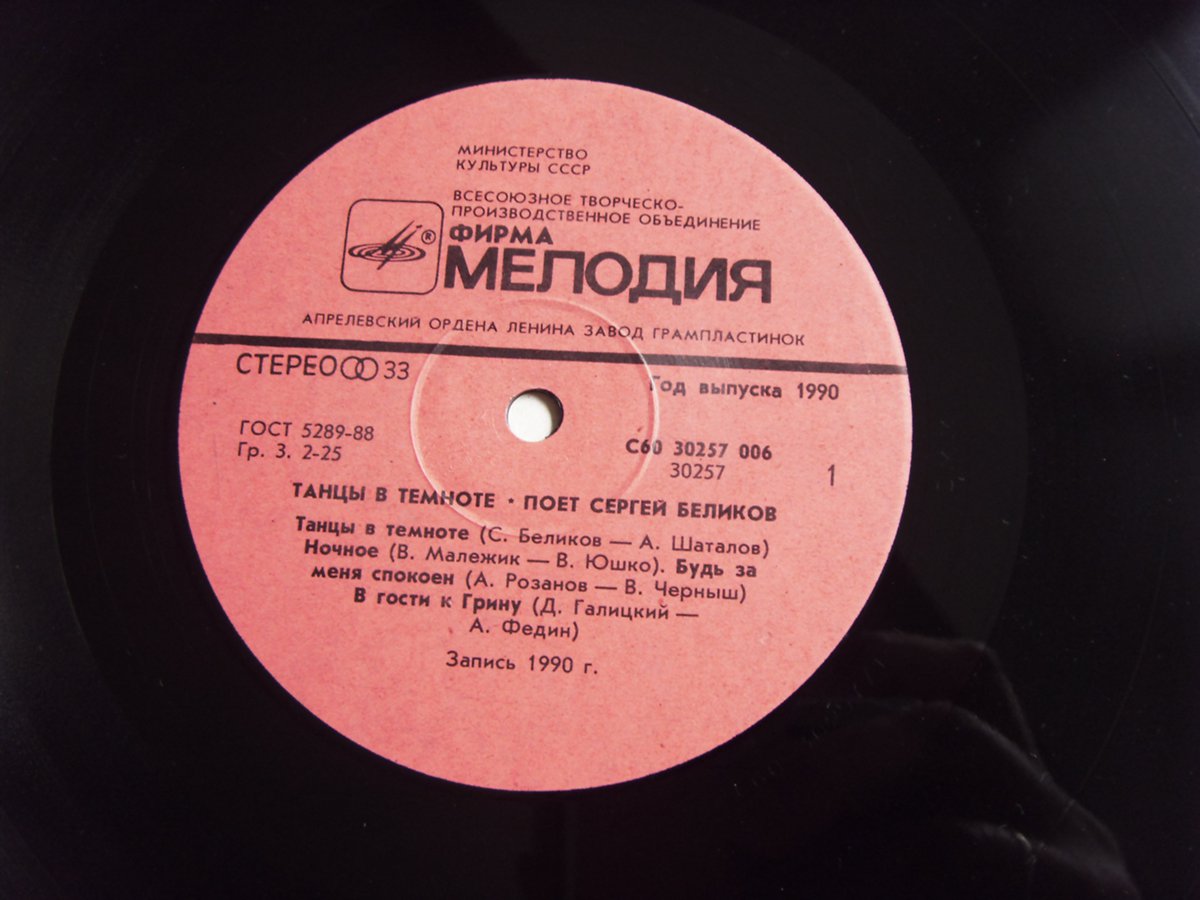 МИНИСТЕРСТВО
КУЛЬТУРЫ СССР
ВСЕСОЮЗНОЕ ТВОРЧЕСКО-
ПРОИЗВОДСТВЕННОЕ ОБЪЕДИНЕНИЕ
ФИРМА
®
МЕЛОДИЯ
АПРЕЛЕВСКИЙ ОРДЕНА ЛЕНИНА ЗАВОД ГРАМПЛАСТИНОК
СТЕРЕО 33
Год выпуска 1990
ГОСТ 5289-88
Гр. 3. 2-25
С60 30257 006
30257
1
ТАНЦЫ В ТЕМНОТЕ · ПОЕТ СЕРГЕЙ БЕЛИКОВ
Танцы в темноте (С. Беликов — А. Шаталов)
Ночное (В. Малежик — В. Юшко). Будь за
меня спокоен (А. Розанов — В. Черныш)
В гости к Грину (Д. Галицкий —
А. Федин)
Запись 1990 г.